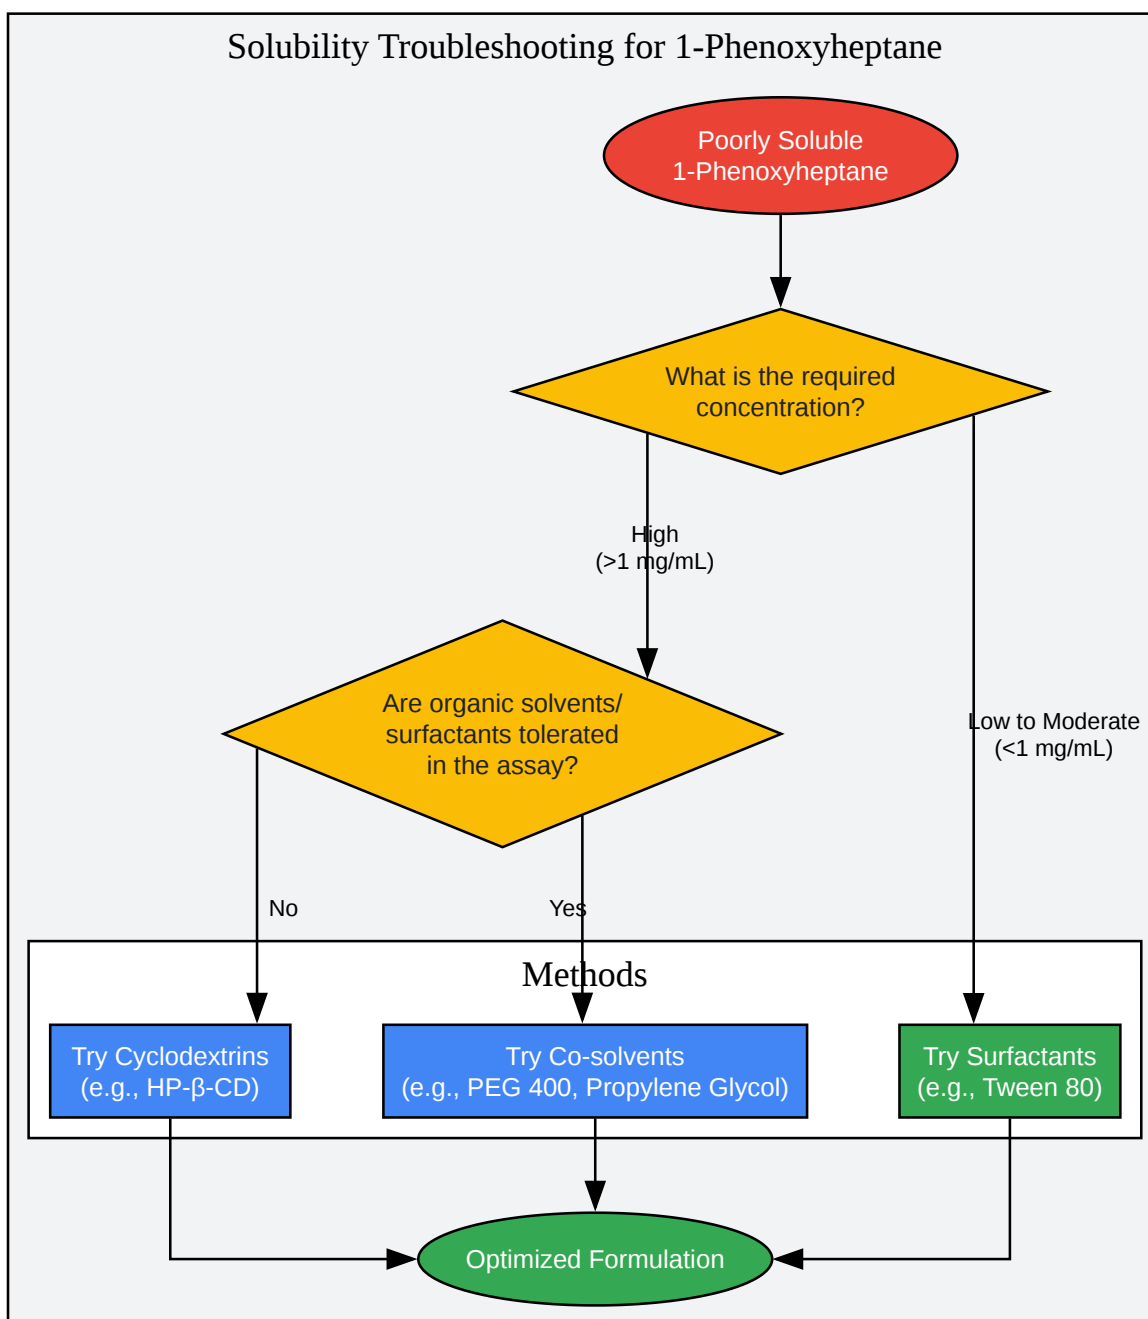 Solubility Troubleshooting for 1-Phenoxyheptane
Poorly Soluble
1-Phenoxyheptane
What is the required
concentration?
High
(>1 mg/mL)
Are organic solvents/
surfactants tolerated
in the assay?
Low to Moderate
(<1 mg/mL)
No
Yes
Methods
Try Cyclodextrins
(e.g., HP-β-CD)
Try Co-solvents
(e.g., PEG 400, Propylene Glycol)
Try Surfactants
(e.g., Tween 80)
Optimized Formulation